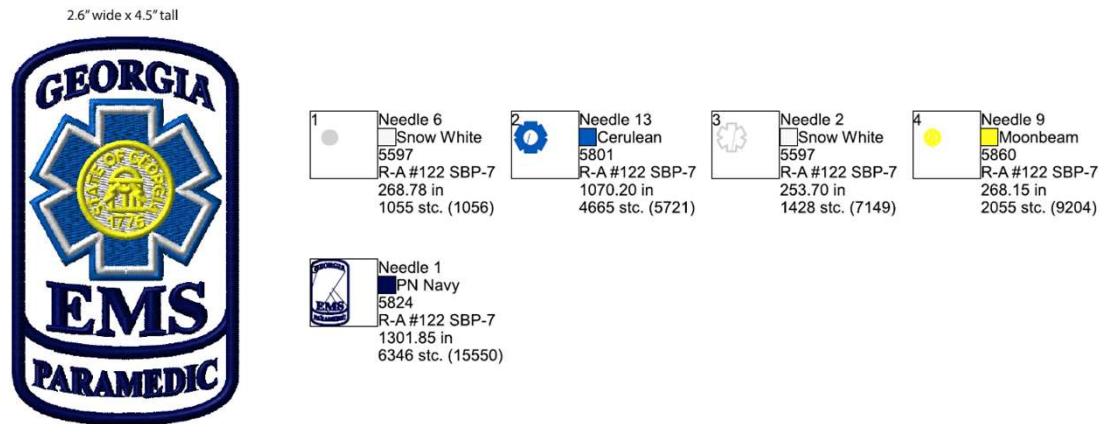 2.6" wide x 4.5" tall
GEORGIA
STATE OF GEORGIA
1776
EMS
PARAMEDIC
1
Needle 6
Snow White
5597
R-A #122 SBP-7
268.78 in
1055 stc. (1056)
2
Needle 13
Cerulean
5801
R-A #122 SBP-7
1070.20 in
4665 stc. (5721)
3
Needle 2
Snow White
5597
R-A #122 SBP-7
253.70 in
1428 stc. (7149)
4
Needle 9
Moonbeam
5860
R-A #122 SBP-7
268.15 in
2055 stc. (9204)
GEORGIA
EMS
PARAMEDIC
Needle 1
PN Navy
5824
R-A #122 SBP-7
1301.85 in
6346 stc. (15550)